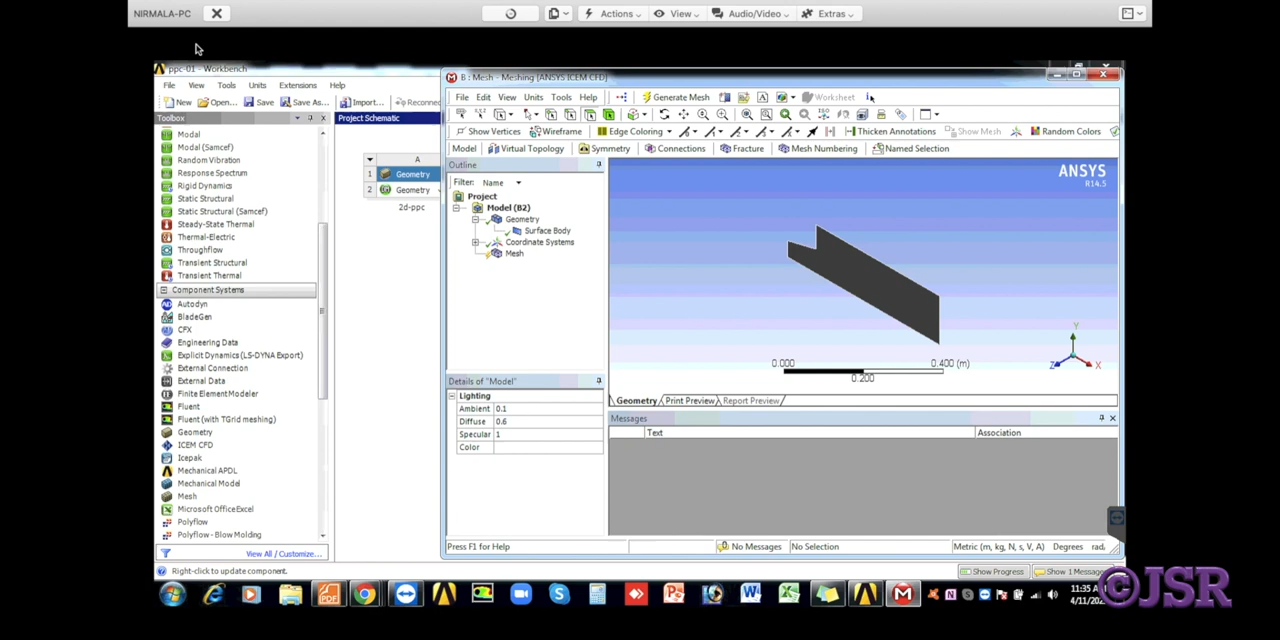 NIRMALA-PC
Actions
View
Audio/Video
Extras
ppc-01 - Workbench
File View Tools Units Extensions Help
New Open... Save Save As... Import... Reconnec
Toolbox
Modal
Modal (Samcef)
Random Vibration
Response Spectrum
Rigid Dynamics
Static Structural
Static Structural (Samcef)
Steady-State Thermal
Thermal-Electric
Throughflow
Transient Structural
Transient Thermal
Component Systems
Autodyn
BladeGen
CFX
Engineering Data
Explicit Dynamics (LS-DYNA Export)
External Connection
External Data
Finite Element Modeler
Fluent
Fluent (with TGrid meshing)
Geometry
ICEM CFD
Icepak
Mechanical APDL
Mechanical Model
Mesh
Microsoft Office Excel
Polyflow
Polyflow - Blow Molding
View All / Customize...
Right-click to update component.
Project Schematic
A
1 Geometry
2 Geometry
2d-ppc
B : Mesh - Meshing [ANSYS ICEM CFD]
File Edit View Units Tools Help
Generate Mesh
Worksheet
Show Vertices Wireframe Edge Coloring Thicken Annotations Show Mesh Random Colors
Model Virtual Topology Symmetry Connections Fracture Mesh Numbering Named Selection
Outline
Filter: Name
Project
Model (B2)
Geometry
Surface Body
Coordinate Systems
Mesh
Details of "Model"
Lighting
Ambient 0.1
Diffuse 0.6
Specular 1
Color
ANSYS
R14.5
0.000 0.400 (m)
0.200
Y
Z X
Geometry Print Preview Report Preview
Messages
Text Association
Press F1 for Help
No Messages
No Selection
Metric (m, kg, N, s, V, A) Degrees rad,
Show Progress
Show 1 Messages
11:35 AM
©JSR